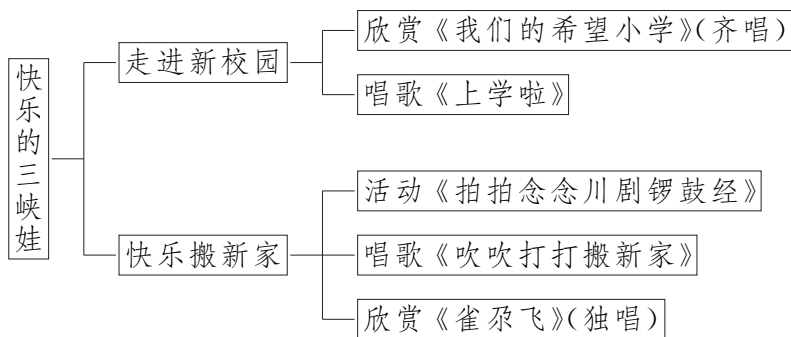 快乐的三峡娃
走进新校园
欣赏《我们的希望小学》(齐唱)
唱歌《上学啦》
快乐搬新家
活动《拍拍念念川剧锣鼓经》
唱歌《吹吹打打搬新家》
欣赏《雀尕飞》(独唱)